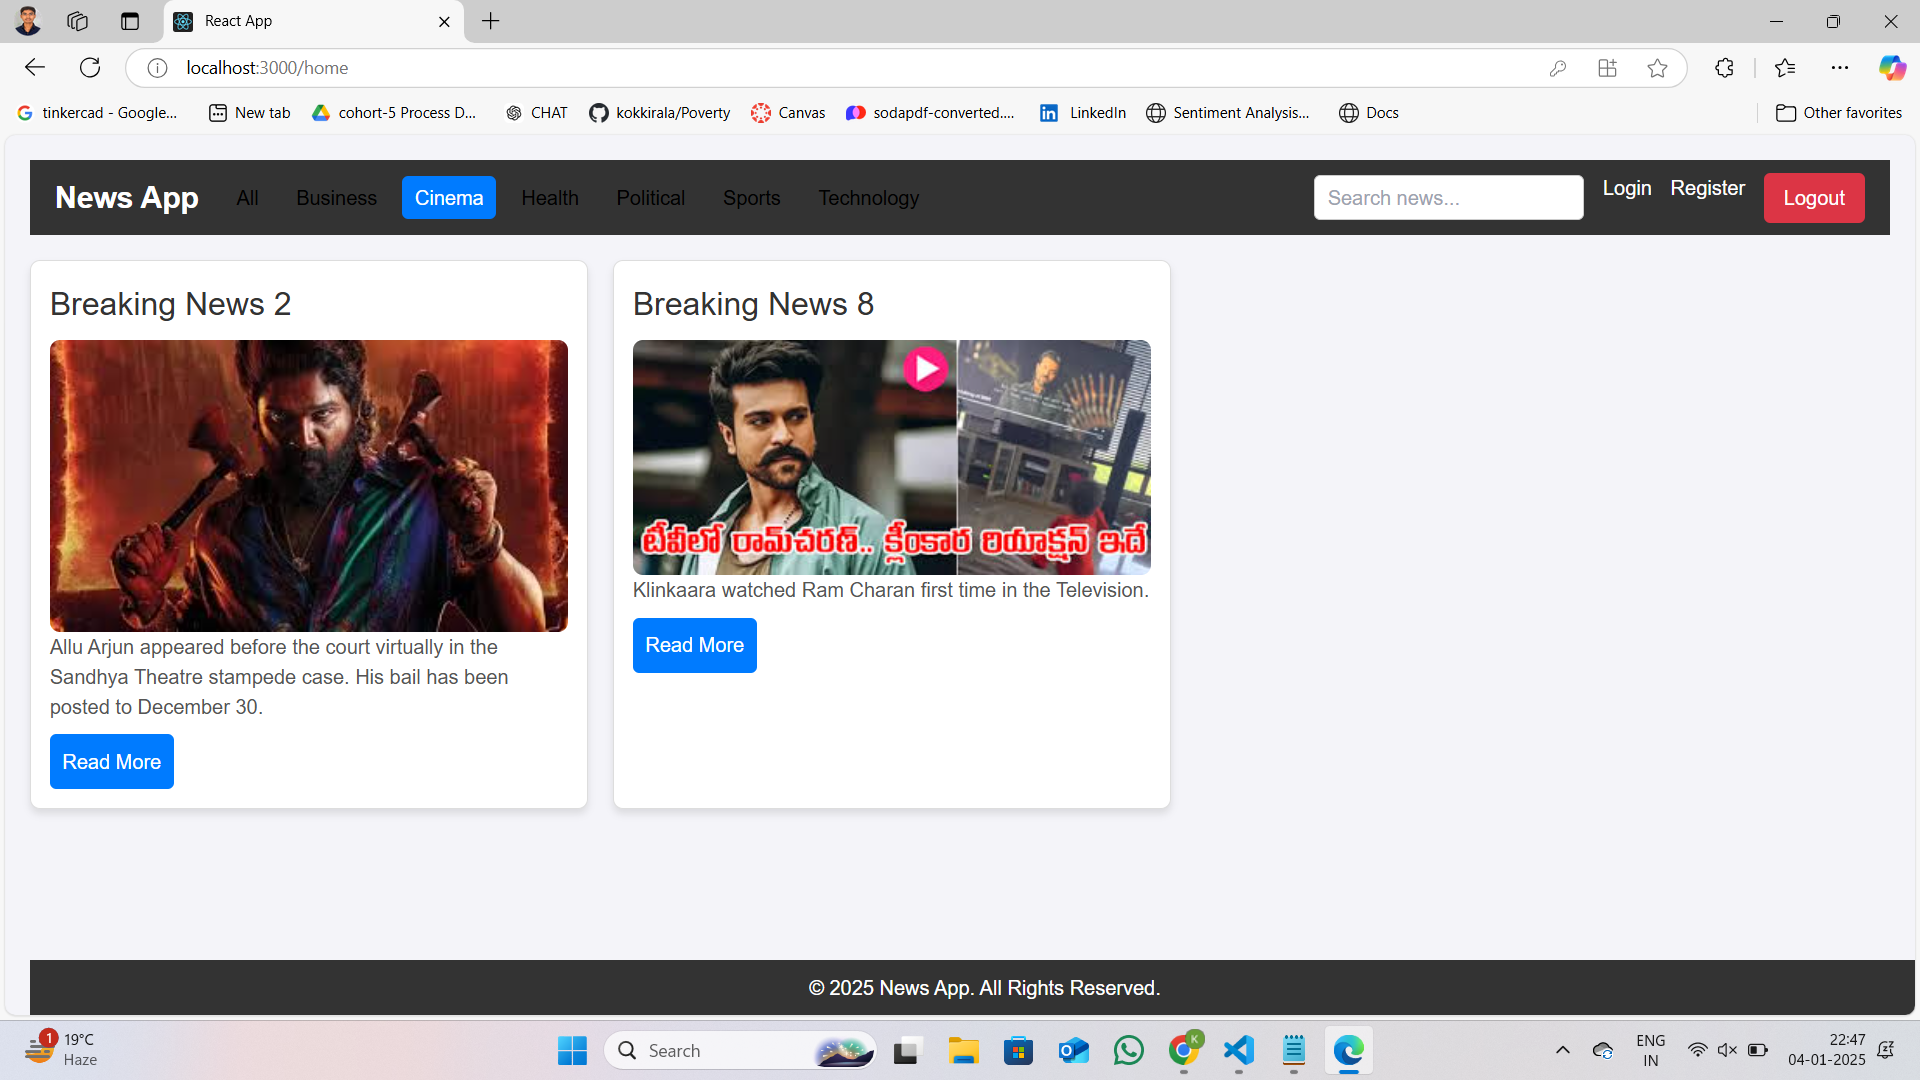 React App
localhost:3000/home
tinkercad - Google...
New tab
cohort-5 Process D...
CHAT
kokkirala/Poverty
Canvas
sodapdf-converted....
LinkedIn
Sentiment Analysis...
Docs
Other favorites
News App
All
Business
Cinema
Health
Political
Sports
Technology
Search news...
Login
Register
Logout
Breaking News 2
Allu Arjun appeared before the court virtually in the
Sandhya Theatre stampede case. His bail has been
posted to December 30.
Read More
Breaking News 8
టీవీలో రామ్‌చరణ్.. క్లీంకార రియాక్షన్ ఇదే
Klinkaara watched Ram Charan first time in the Television.
Read More
© 2025 News App. All Rights Reserved.
1
19°C
Haze
Search
K
ENG
IN
22:47
04-01-2025